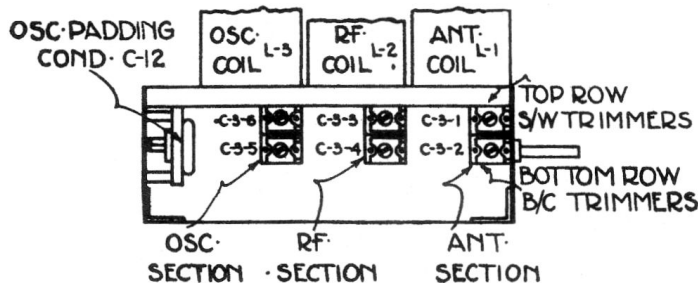 OSC·PADDING
COND· C-12
OSC·
COIL L-3
RF·
COIL L-2
ANT·
COIL L-1
TOP ROW
S/W TRIMMERS
C-3-6
C-3-3
C-3-1
C-3-5
C-3-4
C-3-2
BOTTOM ROW
B/C TRIMMERS
OSC·
SECTION
RF·
·SECTION
ANT·
SECTION